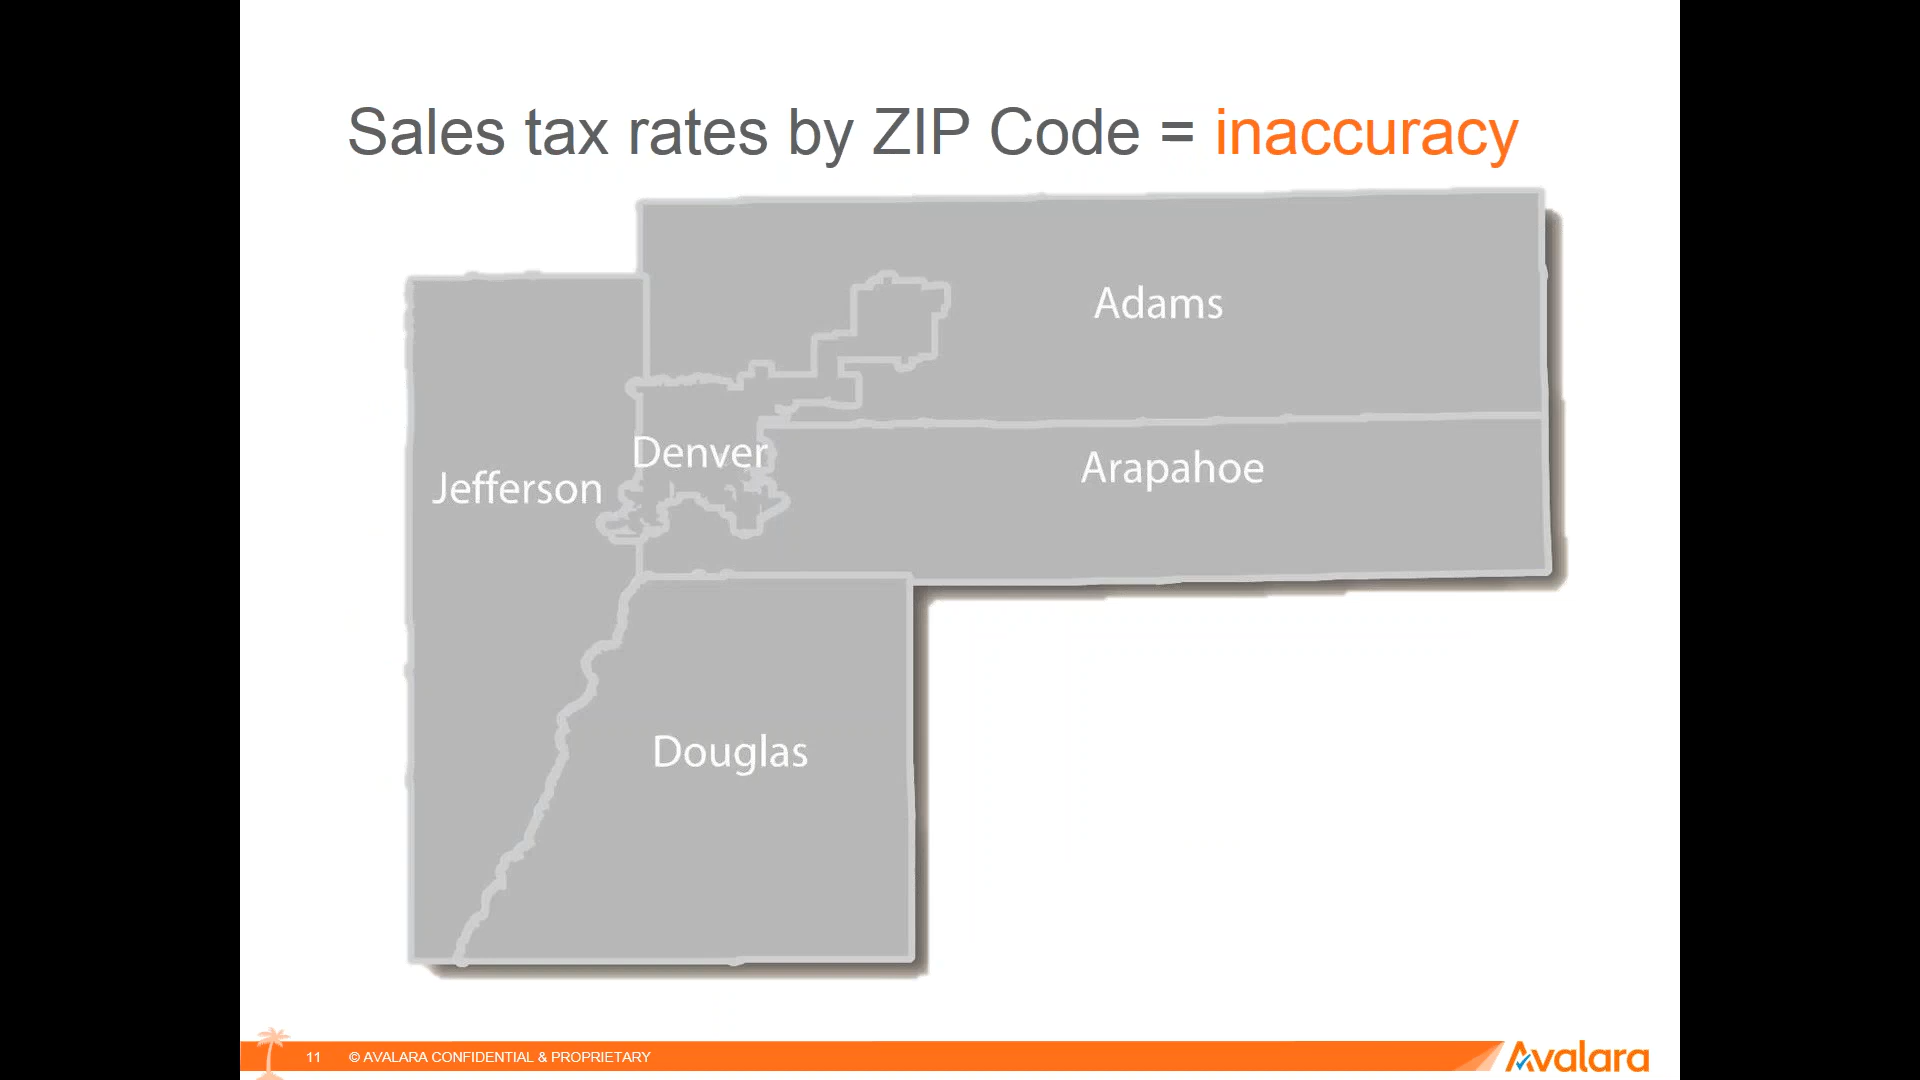 Sales tax rates by ZIP Code = inaccuracy
Adams
Denver
Arapahoe
Jefferson
Douglas
11 © AVALARA CONFIDENTIAL & PROPRIETARY
Avalara